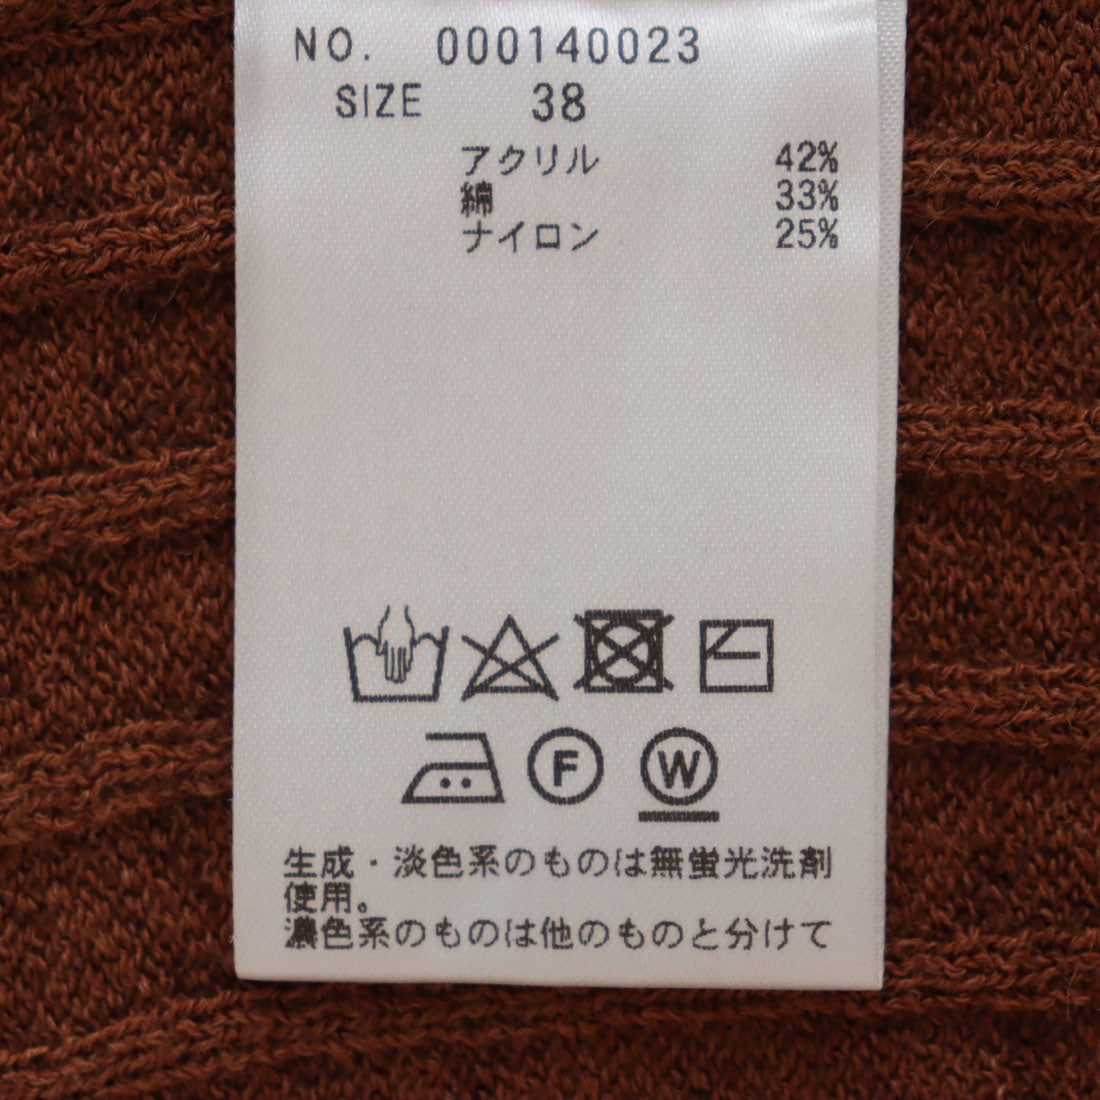 NO. 000140023
SIZE 38
アクリル 42%
綿 33%
ナイロン 25%
F W
生成・淡色系のものは無蛍光洗剤
使用。
濃色系のものは他のものと分けて